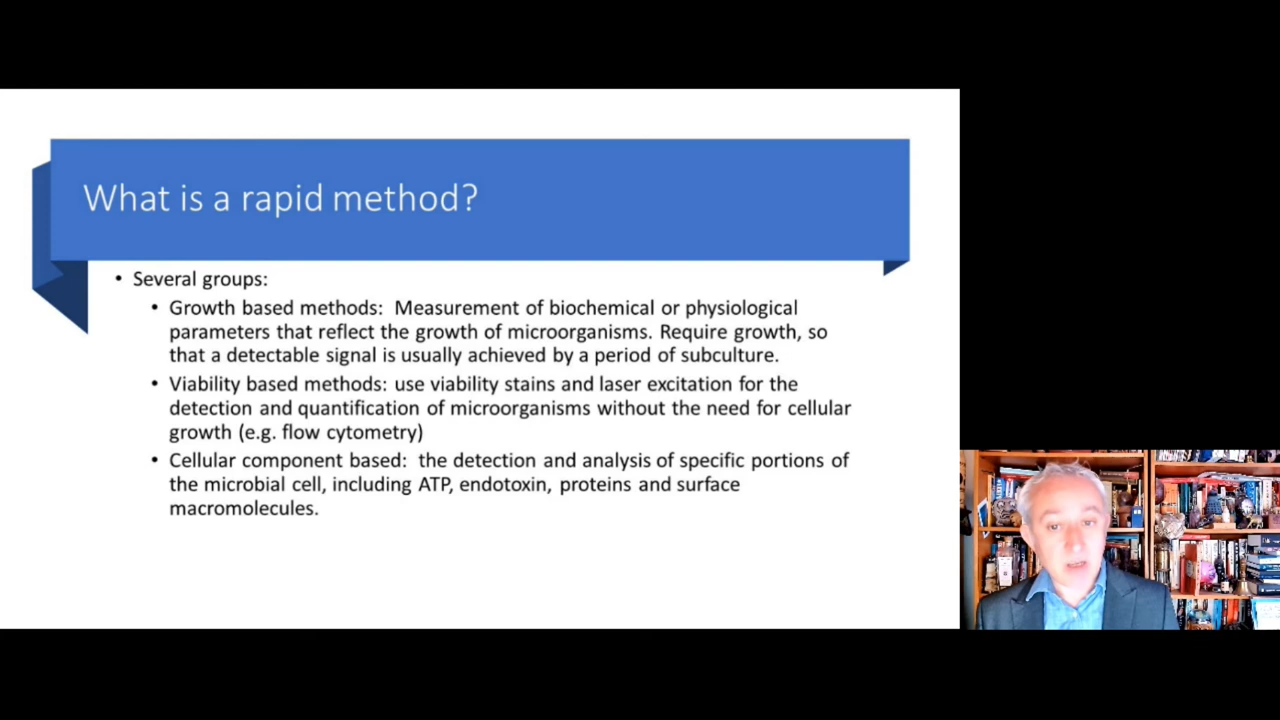 What is a rapid method?
• Several groups:
• Growth based methods:  Measurement of biochemical or physiological
parameters that reflect the growth of microorganisms. Require growth, so
that a detectable signal is usually achieved by a period of subculture.
• Viability based methods: use viability stains and laser excitation for the
detection and quantification of microorganisms without the need for cellular
growth (e.g. flow cytometry)
• Cellular component based:  the detection and analysis of specific portions of
the microbial cell, including ATP, endotoxin, proteins and surface
macromolecules.